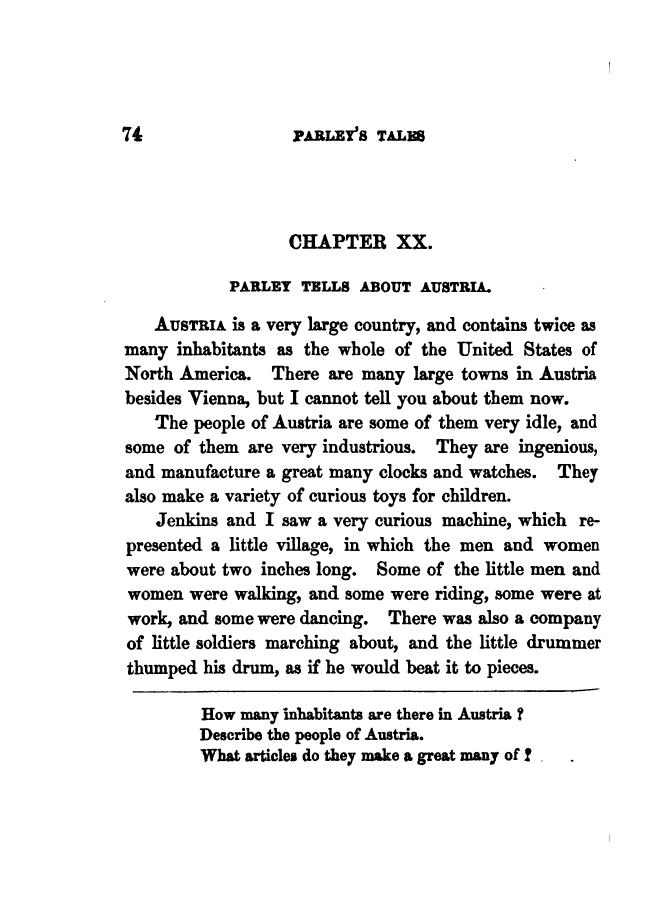 74 PARLEY'S TALES
CHAPTER XX.
PARLEY TELLS ABOUT AUSTRIA.
AUSTRIA is a very large country, and contains twice as
many inhabitants as the whole of the United States of
North America. There are many large towns in Austria
besides Vienna, but I cannot tell you about them now.
The people of Austria are some of them very idle, and
some of them are very industrious. They are ingenious,
and manufacture a great many clocks and watches. They
also make a variety of curious toys for children.
Jenkins and I saw a very curious machine, which re-
presented a little village, in which the men and women
were about two inches long. Some of the little men and
women were walking, and some were riding, some were at
work, and some were dancing. There was also a company
of little soldiers marching about, and the little drummer
thumped his drum, as if he would beat it to pieces.
How many inhabitants are there in Austria ?
Describe the people of Austria.
What articles do they make a great many of ?